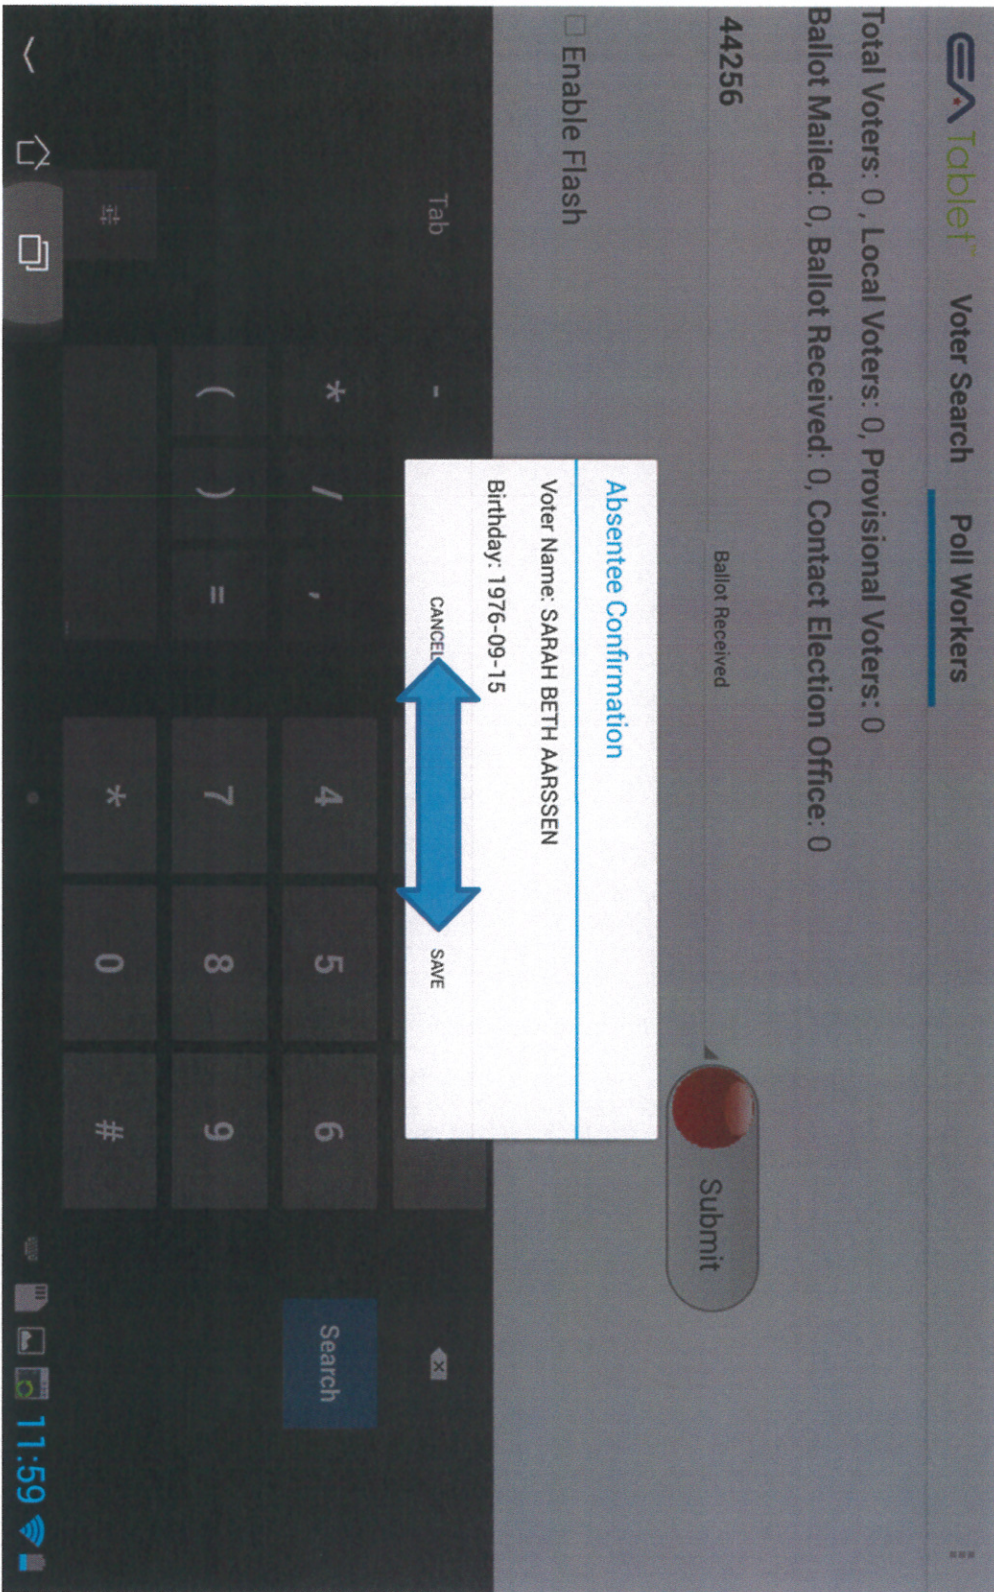 EA Tablet™ Voter Search Poll Workers
Total Voters: 0 , Local Voters: 0, Provisional Voters: 0
Ballot Mailed: 0, Ballot Received: 0, Contact Election Office: 0
44256
Ballot Received
Submit
Enable Flash
Absentee Confirmation
Voter Name: SARAH BETH AARSSEN
Birthday: 1976-09-15
CANCEL
SAVE
Tab -
* / , 4 5 6 Search
( ) = 7 8 9
* 0 #
11:59